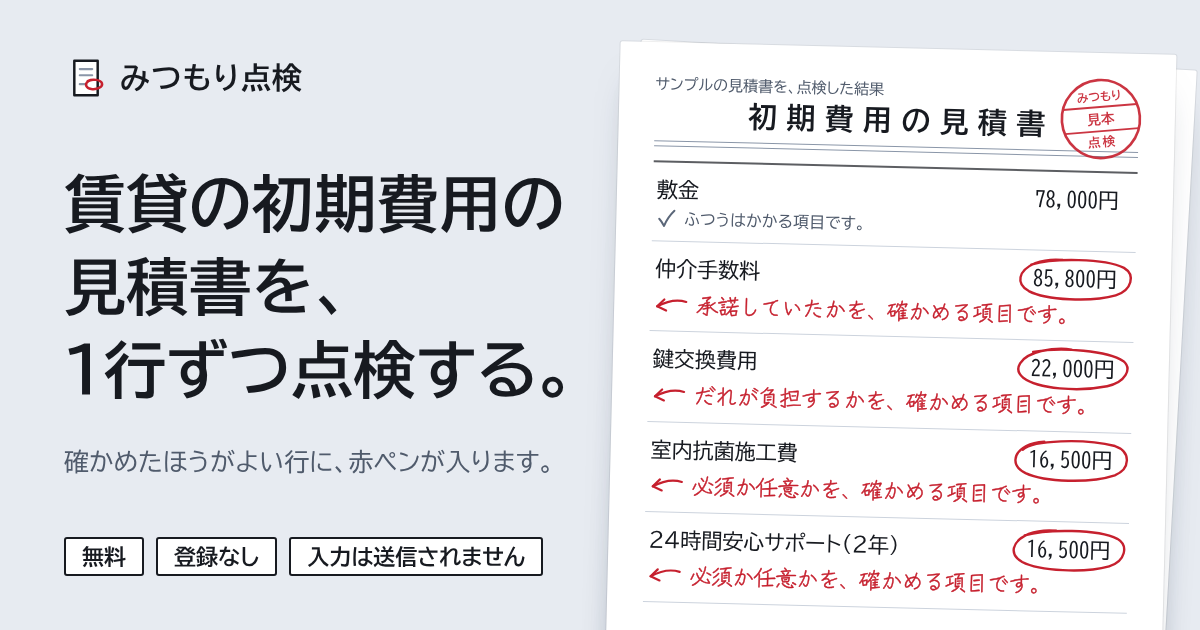 みつもり点検
賃貸の初期費用の
見積書を、
1行ずつ点検する。
確かめたほうがよい行に、赤ペンが入ります。
無料
登録なし
入力は送信されません
サンプルの見積書を、点検した結果
初期費用の見積書
みつもり
見本
点検
敷金
78,000円
✓ ふつうはかかる項目です。
仲介手数料
85,800円
← 承諾していたかを、確かめる項目です。
鍵交換費用
22,000円
← だれが負担するかを、確かめる項目です。
室内抗菌施工費
16,500円
← 必須か任意かを、確かめる項目です。
24時間安心サポート(2年)
16,500円
← 必須か任意かを、確かめる項目です。